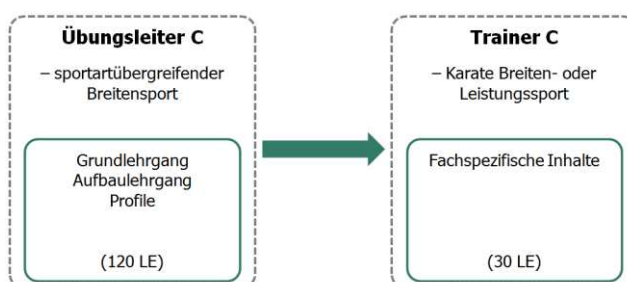 Übungsleiter C
– sportartübergreifender
Breitensport
Grundlehrgang
Aufbaulehrgang
Profile
(120 LE)
Trainer C
– Karate Breiten- oder
Leistungssport
Fachspezifische Inhalte
(30 LE)